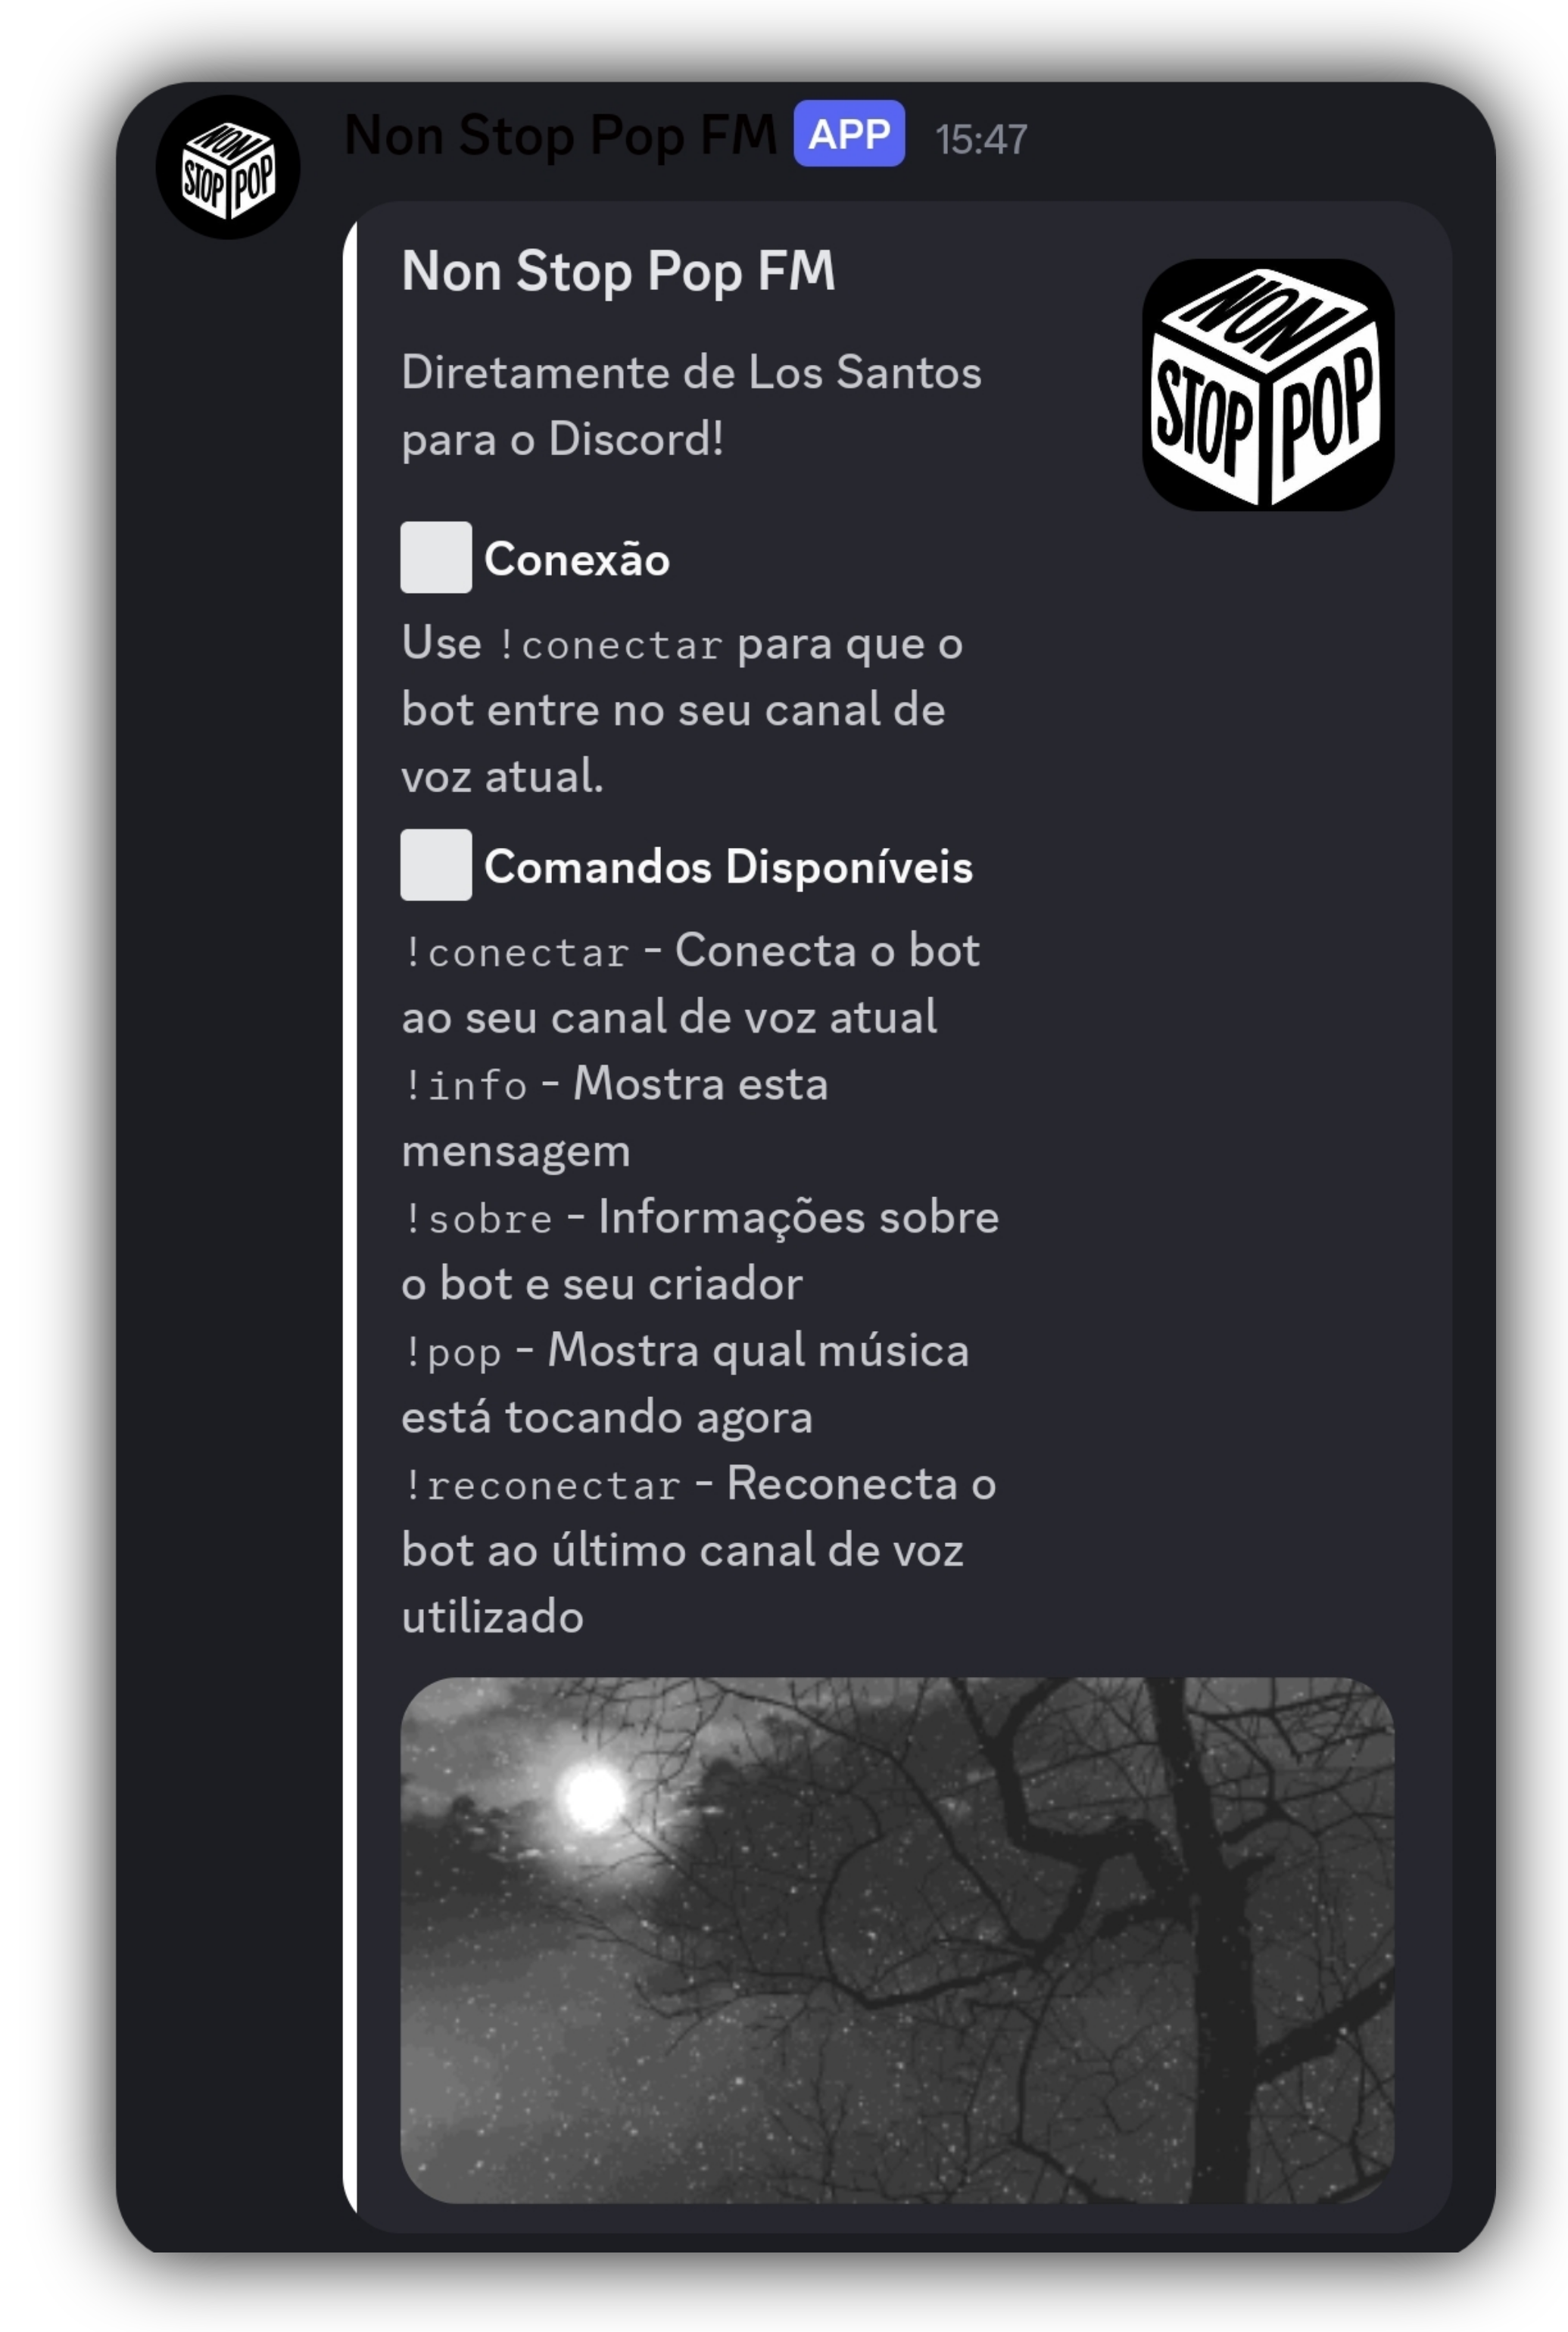 NON
STOP POP
Non Stop Pop FM APP 15:47
Non Stop Pop FM
Diretamente de Los Santos
para o Discord!
NON
STOP POP
Conexão
Use !conectar para que o
bot entre no seu canal de
voz atual.
Comandos Disponíveis
!conectar - Conecta o bot
ao seu canal de voz atual
!info - Mostra esta
mensagem
!sobre - Informações sobre
o bot e seu criador
!pop - Mostra qual música
está tocando agora
!reconectar - Reconecta o
bot ao último canal de voz
utilizado